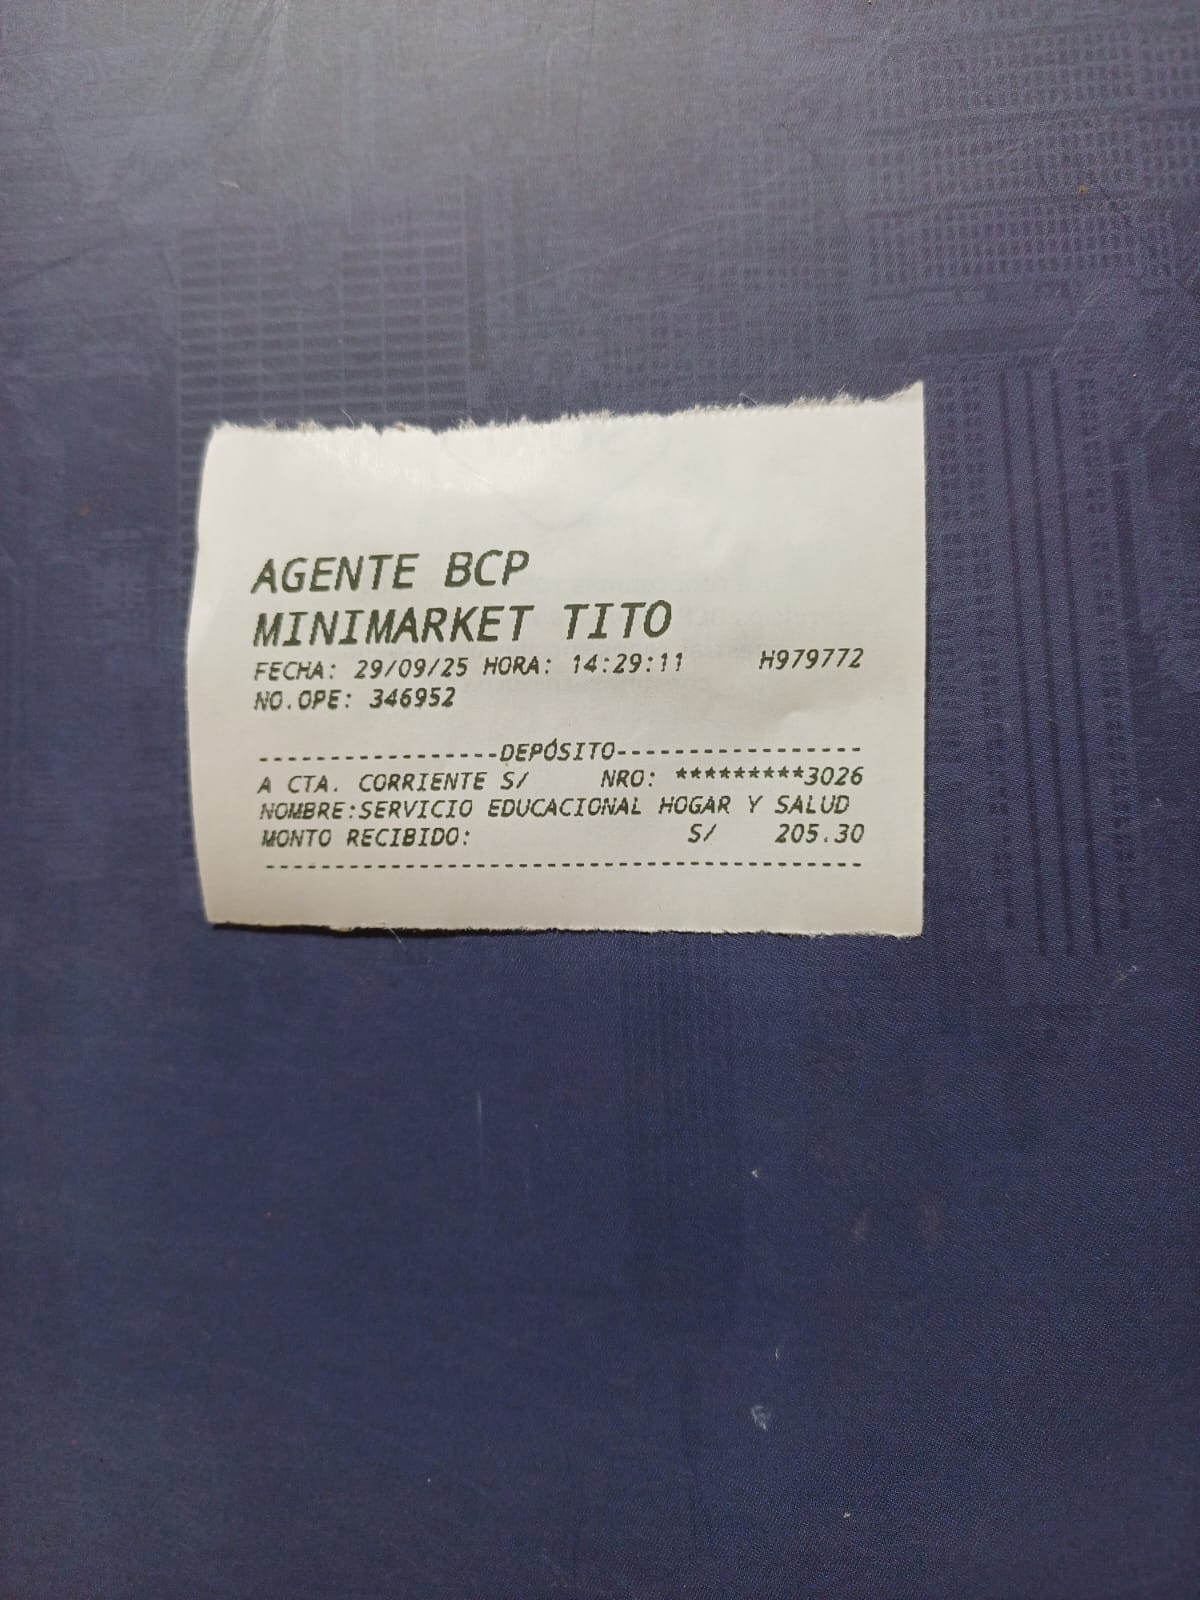 AGENTE BCP
MINIMARKET TITO
FECHA: 29/09/25 HORA: 14:29:11 H979772
NO.OPE: 346952
-----------------DEPÓSITO-----------------
A CTA. CORRIENTE S/ NRO: *********3026
NOMBRE:SERVICIO EDUCACIONAL HOGAR Y SALUD
MONTO RECIBIDO: S/ 205.30
------------------------------------------